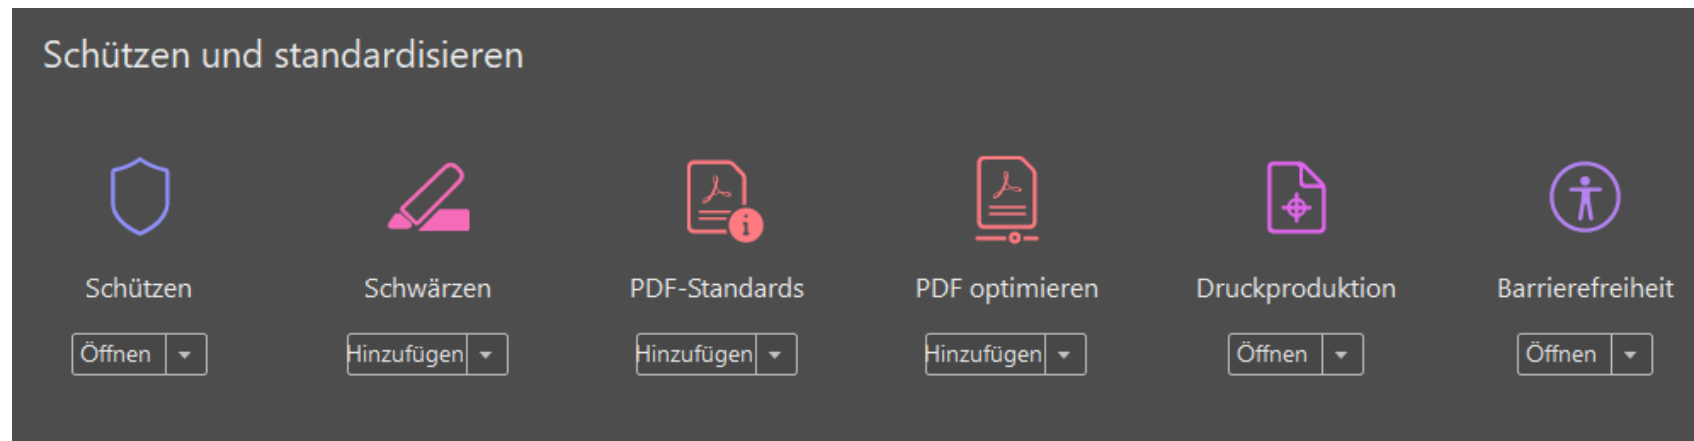 Schützen und standardisieren
Schützen
Schwärzen
PDF-Standards
PDF optimieren
Druckproduktion
Barrierefreiheit
Öffnen
Hinzufügen
Hinzufügen
Hinzufügen
Öffnen
Öffnen